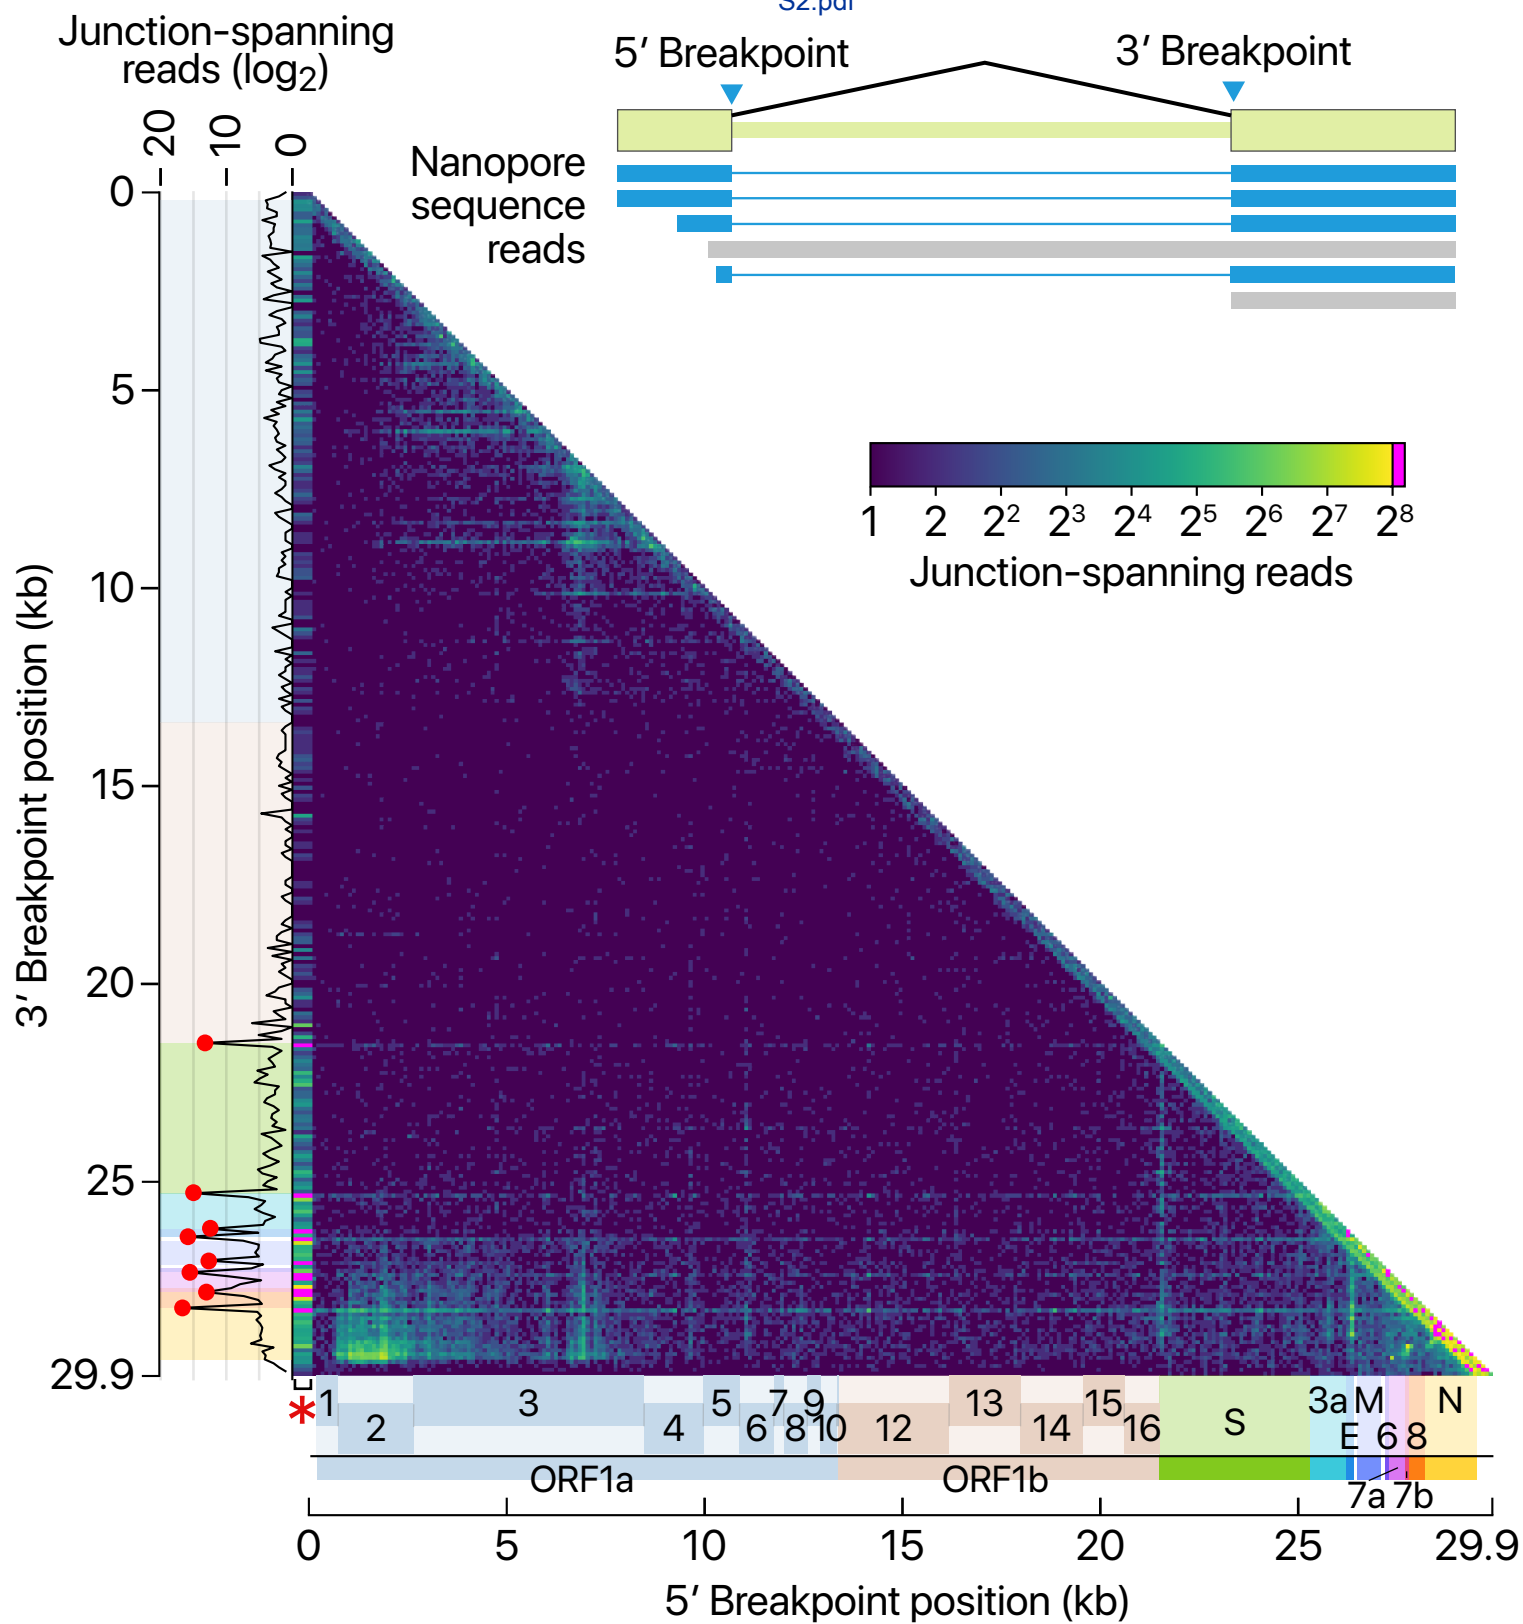 S2.pdf
Junction-spanning
reads (log2)
5′ Breakpoint
3′ Breakpoint
20
10
0
Nanopore
sequence
reads
0
5
10
15
20
25
29.9
3′ Breakpoint position (kb)
1 2 2² 2³ 2⁴ 2⁵ 2⁶ 2⁷ 2⁸
Junction-spanning reads
* 1 3 5 7 9 13 15 3a M N
2 4 6 8 10 12 14 16 S E 6 8
ORF1a ORF1b 7a 7b
0 5 10 15 20 25 29.9
5′ Breakpoint position (kb)